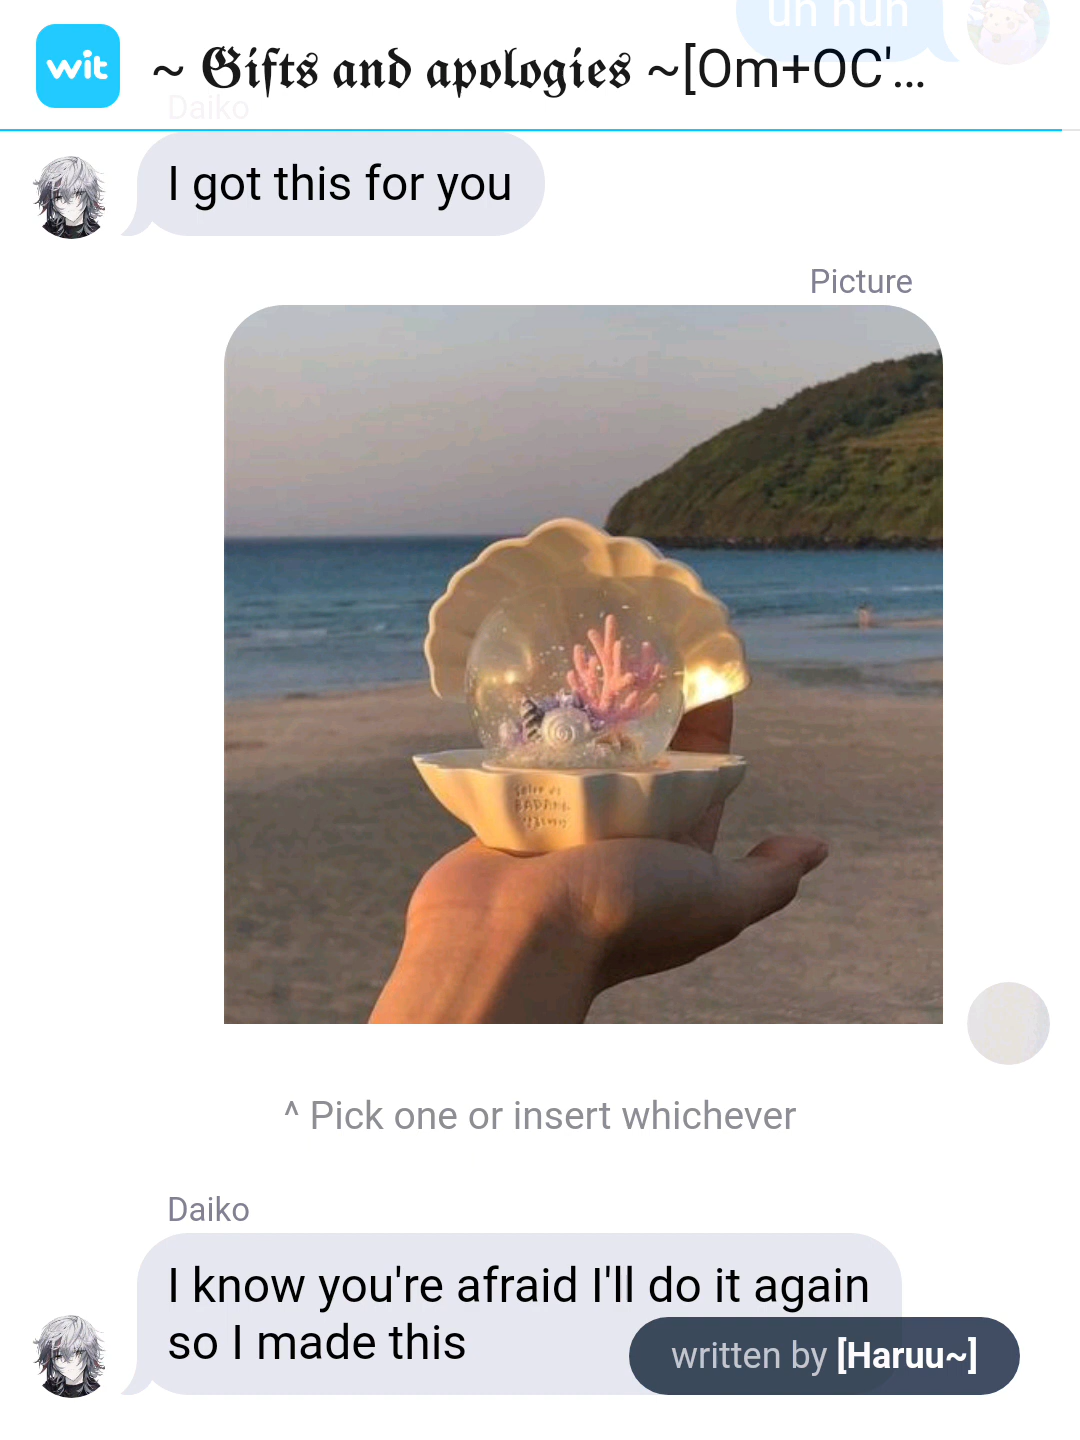 uh huh
wit
~ 𝕲𝖎𝖋𝖙𝖘 𝖆𝖓𝖉 𝖆𝖕𝖔𝖑𝖔𝖌𝖎𝖊𝖘 ~[Om+OC'...
Daiko
I got this for you
Picture
^ Pick one or insert whichever
Daiko
I know you're afraid I'll do it again
so I made this
written by [Haruu~]